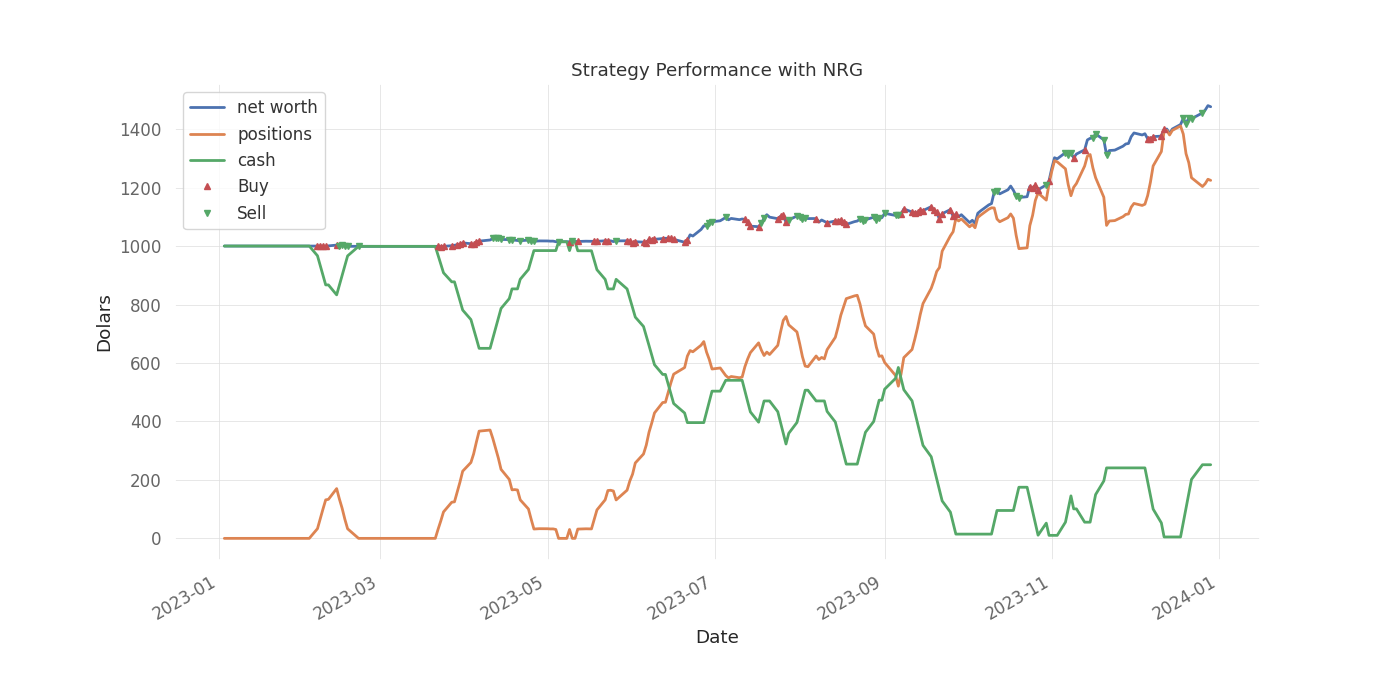 Strategy Performance with NRG
net worth
positions
cash
Buy
Sell
1400
1200
1000
800
600
400
200
0
Dolars
2023-01
2023-03
2023-05
2023-07
2023-09
2023-11
2024-01
Date